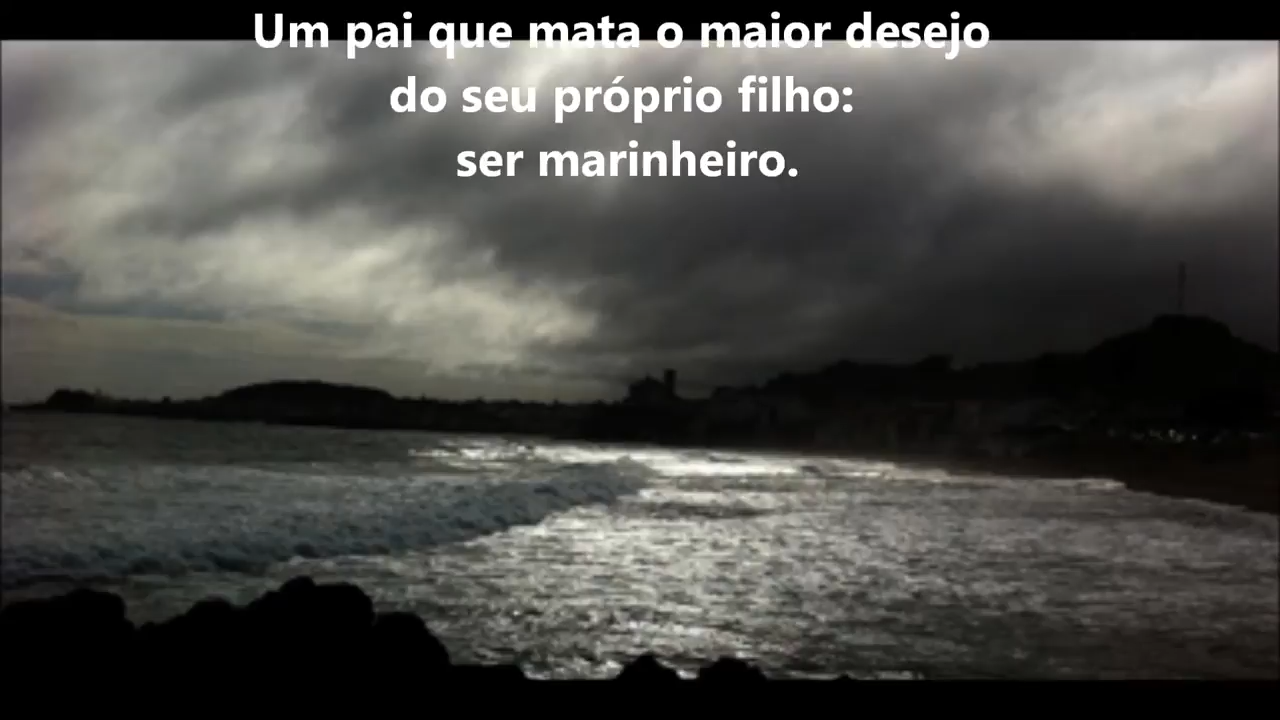 Um pai que mata o maior desejo
do seu próprio filho:
ser marinheiro.